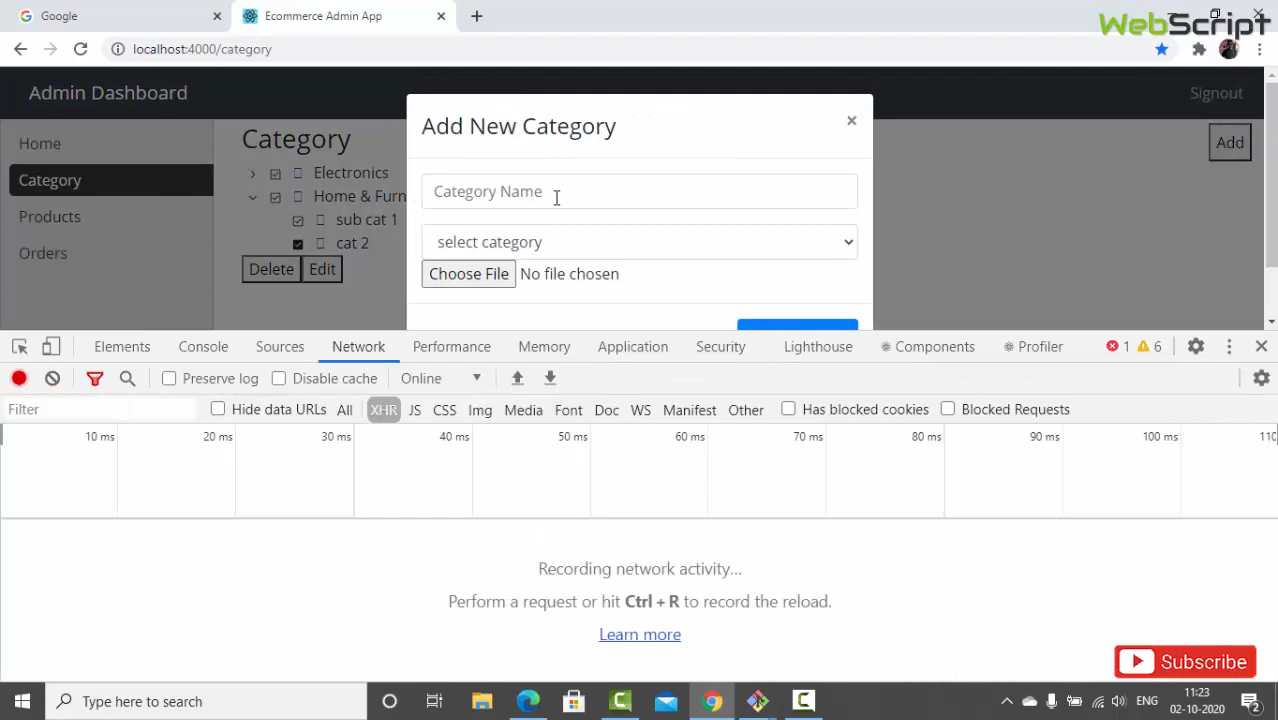 Google
Ecommerce Admin App
WebScript
localhost:4000/category
Admin Dashboard
Signout
Add New Category
Home
Category
Products
Orders
Category
Electronics
Home & Furn
sub cat 1
cat 2
Delete Edit
Add
Category Name
select category
Choose File No file chosen
Elements Console Sources Network Performance Memory Application Security Lighthouse Components Profiler 1 6
Preserve log Disable cache Online
Filter Hide data URLs All XHR JS CSS Img Media Font Doc WS Manifest Other Has blocked cookies Blocked Requests
10 ms 20 ms 30 ms 40 ms 50 ms 60 ms 70 ms 80 ms 90 ms 100 ms 110
Recording network activity...
Perform a request or hit Ctrl + R to record the reload.
Learn more
Subscribe
Type here to search
ENG
11:23
02-10-2020
2